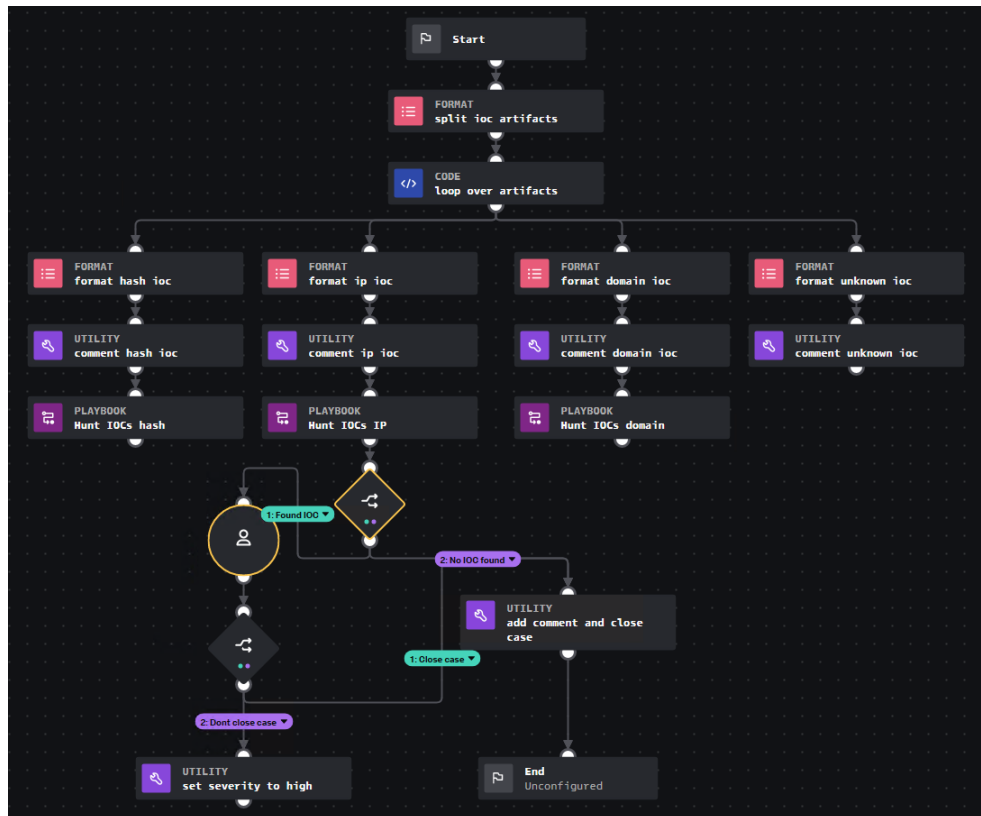 Start
FORMAT
split ioc artifacts
CODE
loop over artifacts
FORMAT
format hash ioc
FORMAT
format ip ioc
FORMAT
format domain ioc
FORMAT
format unknown ioc
UTILITY
comment hash ioc
UTILITY
comment ip ioc
UTILITY
comment domain ioc
UTILITY
comment unknown ioc
PLAYBOOK
Hunt IOCs hash
PLAYBOOK
Hunt IOCs IP
PLAYBOOK
Hunt IOCs domain
1: Found IOC
2: No IOC found
UTILITY
add comment and close
case
1: Close case
2: Dont close case
UTILITY
set severity to high
End
Unconfigured